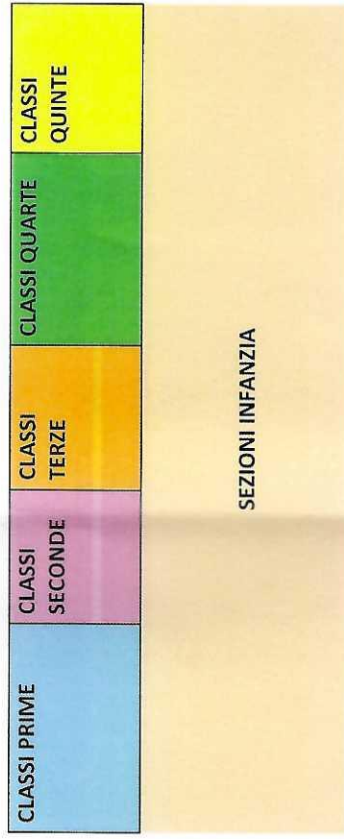 CLASSI PRIME
CLASSI
SECONDE
CLASSI
TERZE
CLASSI QUARTE
CLASSI
QUINTE
SEZIONI INFANZIA